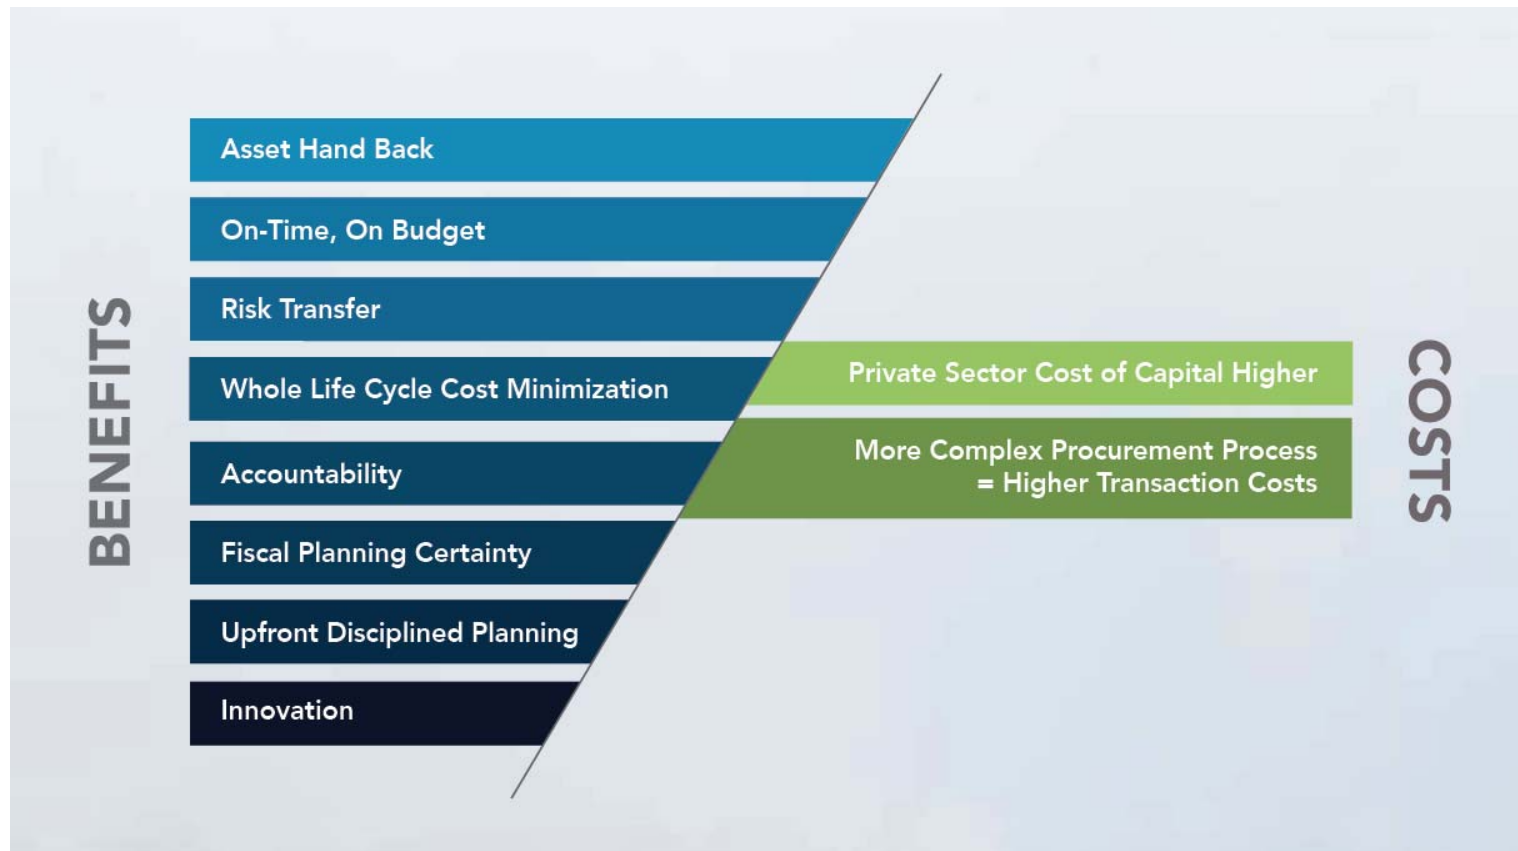 BENEFITS
Asset Hand Back
On-Time, On Budget
Risk Transfer
Whole Life Cycle Cost Minimization
Accountability
Fiscal Planning Certainty
Upfront Disciplined Planning
Innovation
Private Sector Cost of Capital Higher
More Complex Procurement Process
= Higher Transaction Costs
COSTS